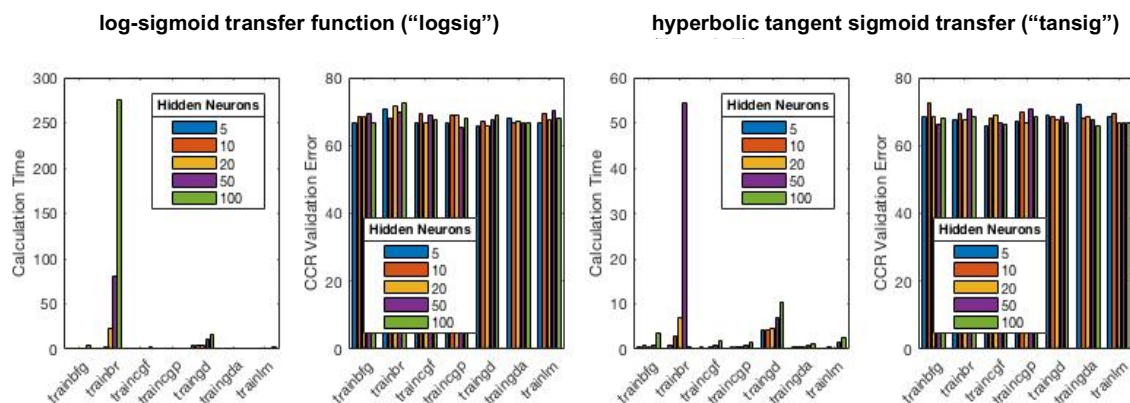 log-sigmoid transfer function (“logsig”)
hyperbolic tangent sigmoid transfer (“tansig”)
Calculation Time
300
250
200
150
100
50
0
Hidden Neurons
5
10
20
50
100
trainbfg
trainbr
traincgf
traincgp
traingd
traingda
trainlm
CCR Validation Error
80
60
40
20
0
Hidden Neurons
5
10
20
50
100
trainbfg
trainbr
traincgf
traincgp
traingd
traingda
trainlm
Calculation Time
60
50
40
30
20
10
0
Hidden Neurons
5
10
20
50
100
trainbfg
trainbr
traincgf
traincgp
traingd
traingda
trainlm
CCR Validation Error
80
60
40
20
0
Hidden Neurons
5
10
20
50
100
trainbfg
trainbr
traincgf
traincgp
traingd
traingda
trainlm